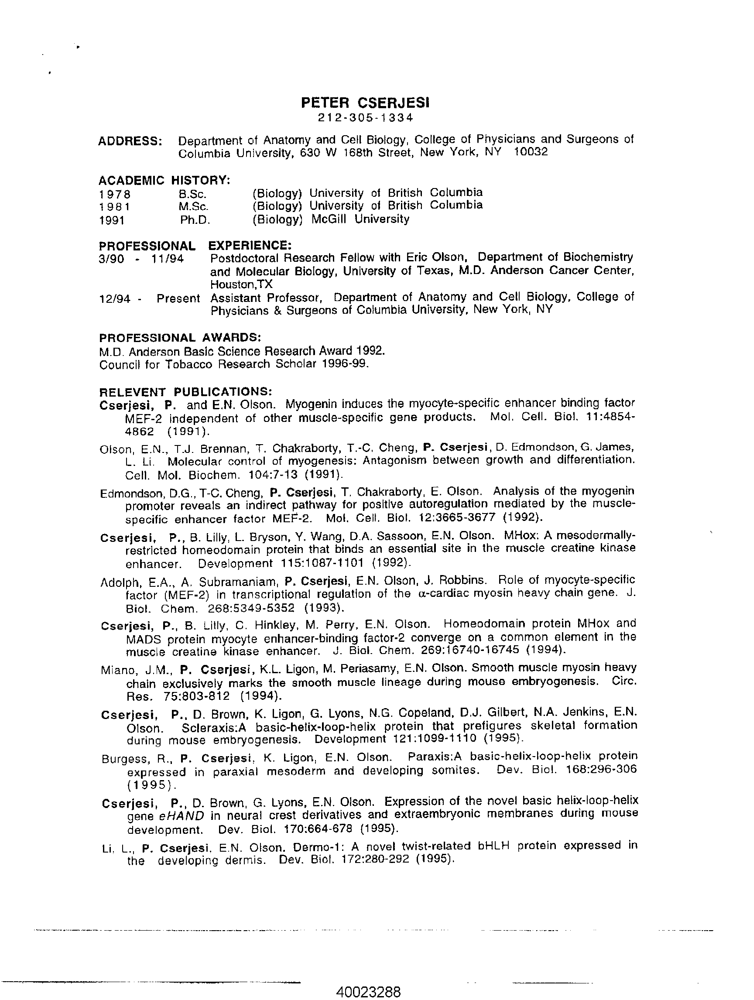 PETER CSERJESI
212-305-1334
ADDRESS: Department of Anatomy and Cell Biology, College of Physicians and Surgeons of
Columbia University, 630 W 168th Street, New York, NY 10032
ACADEMIC HISTORY:
1978 B.Sc. (Biology) University of British Columbia
1981 M.Sc. (Biology) University of British Columbia
1991 Ph.D. (Biology) McGill University
PROFESSIONAL EXPERIENCE:
3/90 - 11/94 Postdoctoral Research Fellow with Eric Olson, Department of Biochemistry
and Molecular Biology, University of Texas, M.D. Anderson Cancer Center,
Houston,TX
12/94 - Present Assistant Professor, Department of Anatomy and Cell Biology, College of
Physicians & Surgeons of Columbia University, New York, NY
PROFESSIONAL AWARDS:
M.D. Anderson Basic Science Research Award 1992.
Council for Tobacco Research Scholar 1996-99.
RELEVENT PUBLICATIONS:
Cserjesi, P. and E.N. Olson. Myogenin induces the myocyte-specific enhancer binding factor
MEF-2 independent of other muscle-specific gene products. Mol. Cell. Biol. 11:4854-
4862 (1991).
Olson, E.N., T.J. Brennan, T. Chakraborty, T.-C. Cheng, P. Cserjesi, D. Edmondson, G. James,
L. Li. Molecular control of myogenesis: Antagonism between growth and differentiation.
Cell. Mol. Biochem. 104:7-13 (1991).
Edmondson, D.G., T-C. Cheng, P. Cserjesi, T. Chakraborty, E. Olson. Analysis of the myogenin
promoter reveals an indirect pathway for positive autoregulation mediated by the muscle-
specific enhancer factor MEF-2. Mol. Cell. Biol. 12:3665-3677 (1992).
Cserjesi, P., B. Lilly, L. Bryson, Y. Wang, D.A. Sassoon, E.N. Olson. MHox: A mesodermally-
restricted homeodomain protein that binds an essential site in the muscle creatine kinase
enhancer. Development 115:1087-1101 (1992).
Adolph, E.A., A. Subramaniam, P. Cserjesi, E.N. Olson, J. Robbins. Role of myocyte-specific
factor (MEF-2) in transcriptional regulation of the α-cardiac myosin heavy chain gene. J.
Biol. Chem. 268:5349-5352 (1993).
Cserjesi, P., B. Lilly, C. Hinkley, M. Perry, E.N. Olson. Homeodomain protein MHox and
MADS protein myocyte enhancer-binding factor-2 converge on a common element in the
muscle creatine kinase enhancer. J. Biol. Chem. 269:16740-16745 (1994).
Miano, J.M., P. Cserjesi, K.L. Ligon, M. Periasamy, E.N. Olson. Smooth muscle myosin heavy
chain exclusively marks the smooth muscle lineage during mouse embryogenesis. Circ.
Res. 75:803-812 (1994).
Cserjesi, P., D. Brown, K. Ligon, G. Lyons, N.G. Copeland, D.J. Gilbert, N.A. Jenkins, E.N.
Olson. Scleraxis:A basic-helix-loop-helix protein that prefigures skeletal formation
during mouse embryogenesis. Development 121:1099-1110 (1995).
Burgess, R., P. Cserjesi, K. Ligon, E.N. Olson. Paraxis:A basic-helix-loop-helix protein
expressed in paraxial mesoderm and developing somites. Dev. Biol. 168:296-306
(1995).
Cserjesi, P., D. Brown, G. Lyons, E.N. Olson. Expression of the novel basic helix-loop-helix
gene eHAND in neural crest derivatives and extraembryonic membranes during mouse
development. Dev. Biol. 170:664-678 (1995).
Li, L., P. Cserjesi, E.N. Olson. Dermo-1: A novel twist-related bHLH protein expressed in
the developing dermis. Dev. Biol. 172:280-292 (1995).
40023288